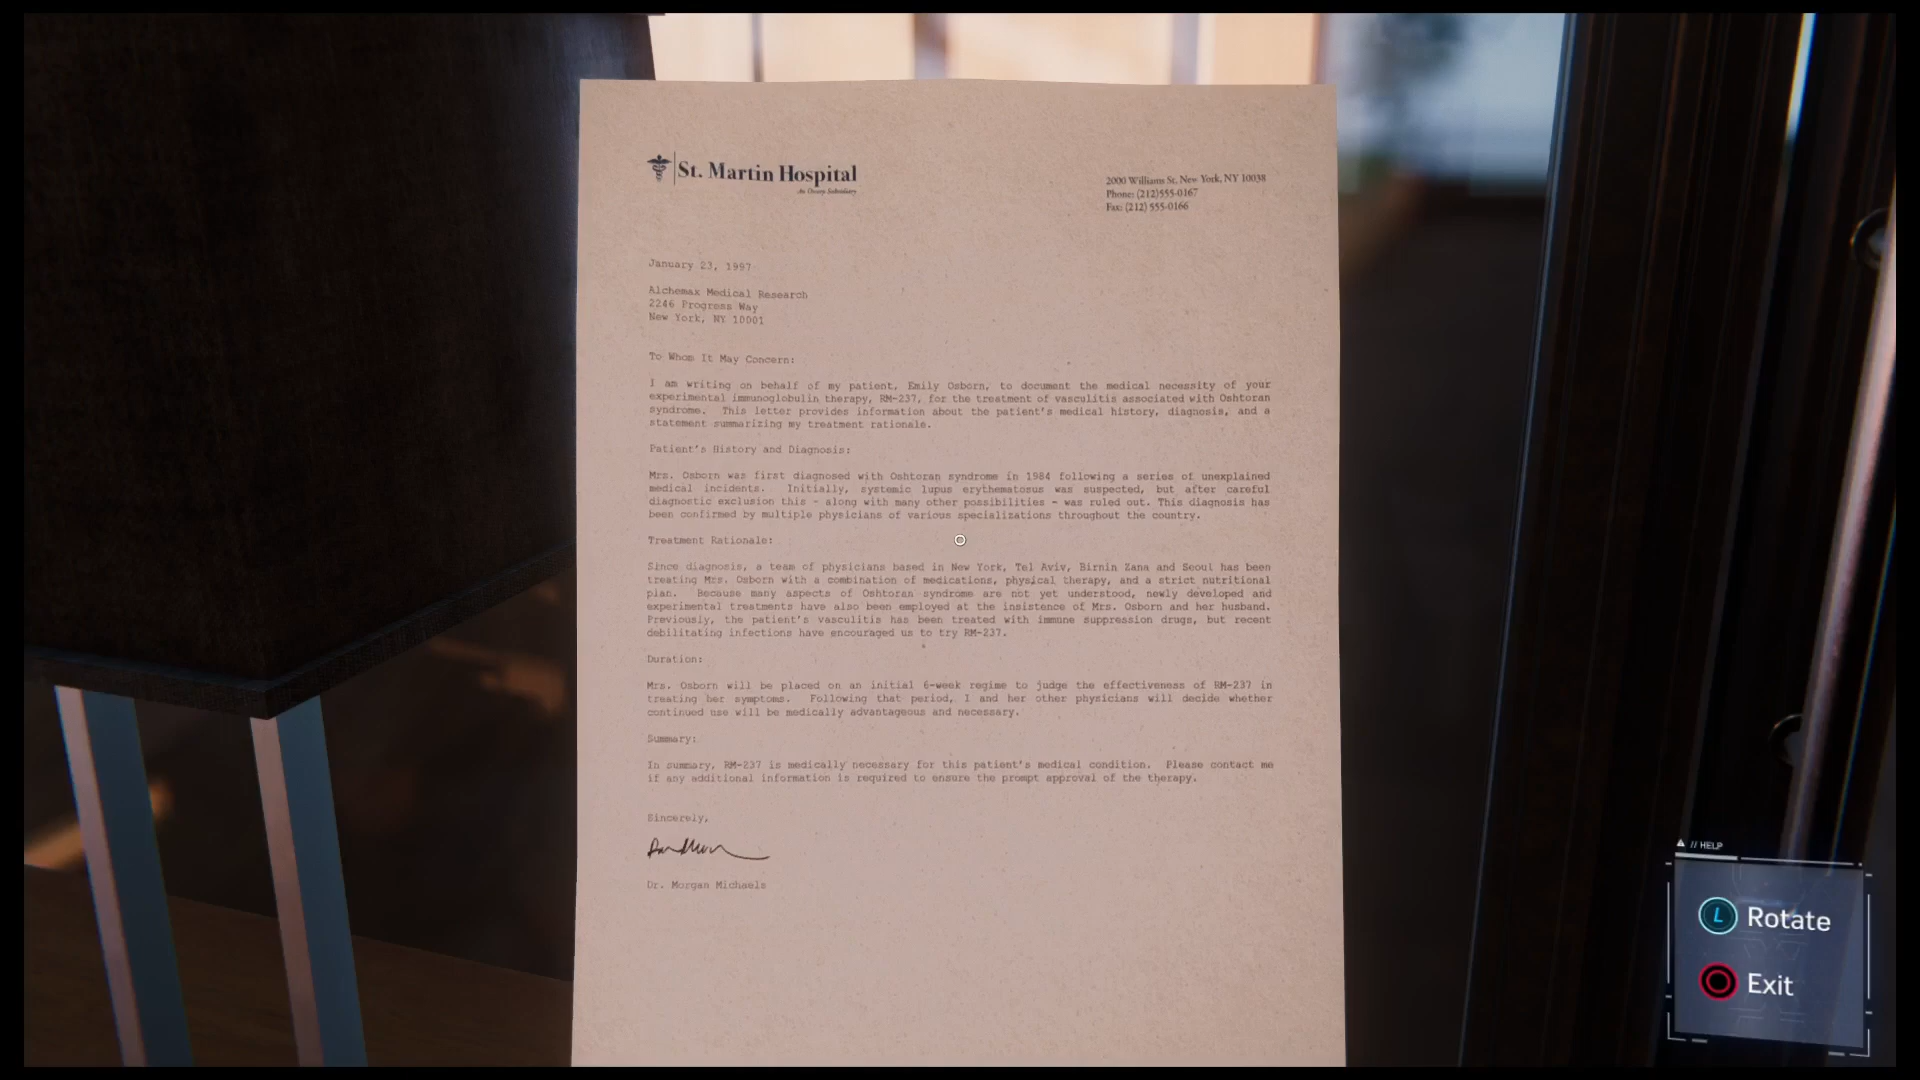 St. Martin Hospital
An Oscorp Subsidiary
2000 Williams St. New York, NY 10038
Phone: (212)555-0167
Fax: (212) 555-0166
January 23, 1997
Alchemax Medical Research
2246 Progress Way
New York, NY 10001
To Whom It May Concern:
I am writing on behalf of my patient, Emily Osborn, to document the medical necessity of your
experimental immunoglobulin therapy, RM-237, for the treatment of vasculitis associated with Oshtoran
syndrome. This letter provides information about the patient's medical history, diagnosis, and a
statement summarizing my treatment rationale.
Patient's History and Diagnosis:
Mrs. Osborn was first diagnosed with Oshtoran syndrome in 1984 following a series of unexplained
medical incidents. Initially, systemic lupus erythematosus was suspected, but after careful
diagnostic exclusion this - along with many other possibilities - was ruled out. This diagnosis has
been confirmed by multiple physicians of various specializations throughout the country.
Treatment Rationale:
Since diagnosis, a team of physicians based in New York, Tel Aviv, Birnin Zana and Seoul has been
treating Mrs. Osborn with a combination of medications, physical therapy, and a strict nutritional
plan. Because many aspects of Oshtoran syndrome are not yet understood, newly developed and
experimental treatments have also been employed at the insistence of Mrs. Osborn and her husband.
Previously, the patient's vasculitis has been treated with immune suppression drugs, but recent
debilitating infections have encouraged us to try RM-237.
Duration:
Mrs. Osborn will be placed on an initial 6-week regime to judge the effectiveness of RM-237 in
treating her symptoms. Following that period, I and her other physicians will decide whether
continued use will be medically advantageous and necessary.
Summary:
In summary, RM-237 is medically necessary for this patient's medical condition. Please contact me
if any additional information is required to ensure the prompt approval of the therapy.
Sincerely,
Dr. Morgan Michaels
// HELP
L Rotate
Exit